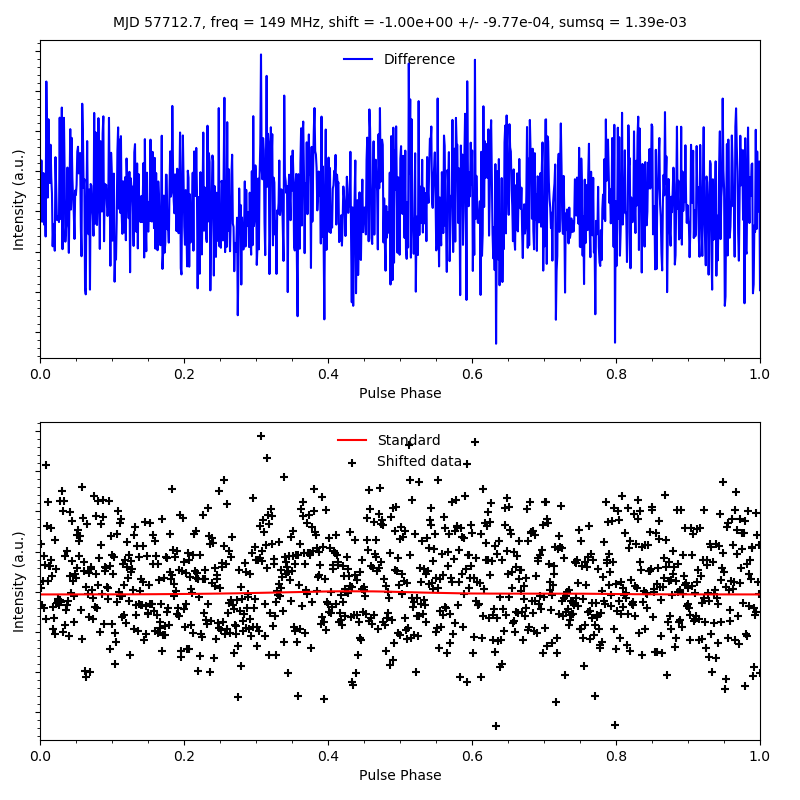 MJD 57712.7, freq = 149 MHz, shift = -1.00e+00 +/- -9.77e-04, sumsq = 1.39e-03
Difference
Intensity (a.u.)
0.0 0.2 0.4 0.6 0.8 1.0
Pulse Phase
Standard
Shifted data
Intensity (a.u.)
0.0 0.2 0.4 0.6 0.8 1.0
Pulse Phase